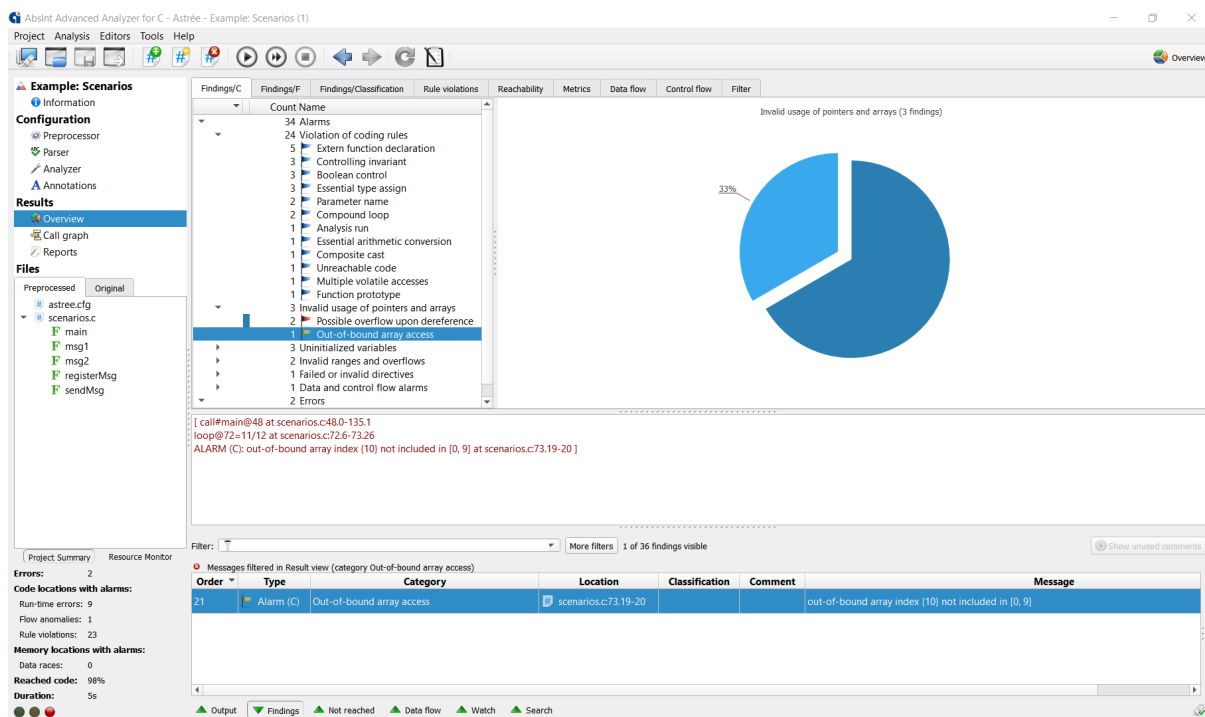 AbsInt Advanced Analyzer for C - Astrée - Example: Scenarios (1)
Project Analysis Editors Tools Help
Overview
Example: Scenarios
Information
Configuration
Preprocessor
Parser
Analyzer
Annotations
Results
Overview
Call graph
Reports
Files
Preprocessed Original
astree.cfg
scenarios.c
F main
F msg1
F msg2
F registerMsg
F sendMsg
Project Summary Resource Monitor
Errors: 2
Code locations with alarms:
Run-time errors: 9
Flow anomalies: 1
Rule violations: 23
Memory locations with alarms:
Data races: 0
Reached code: 98%
Duration: 5s
Findings/C Findings/F Findings/Classification Rule violations Reachability Metrics Data flow Control flow Filter
Count Name
34 Alarms
24 Violation of coding rules
5 Extern function declaration
3 Controlling invariant
3 Boolean control
3 Essential type assign
2 Parameter name
2 Compound loop
1 Analysis run
1 Essential arithmetic conversion
1 Composite cast
1 Unreachable code
1 Multiple volatile accesses
1 Function prototype
3 Invalid usage of pointers and arrays
2 Possible overflow upon dereference
1 Out-of-bound array access
3 Uninitialized variables
2 Invalid ranges and overflows
1 Failed or invalid directives
1 Data and control flow alarms
2 Errors
Invalid usage of pointers and arrays (3 findings)
33%
[ call#main@48 at scenarios.c:48.0-135.1
loop@72=11/12 at scenarios.c:72.6-73.26
ALARM (C): out-of-bound array index {10} not included in [0, 9] at scenarios.c:73.19-20 ]
Filter: More filters 1 of 36 findings visible Show unused comments
Messages filtered in Result view (category Out-of-bound array access)
Order Type Category Location Classification Comment Message
21 Alarm (C) Out-of-bound array access scenarios.c:73.19-20 out-of-bound array index {10} not included in [0, 9]
Output Findings Not reached Data flow Watch Search